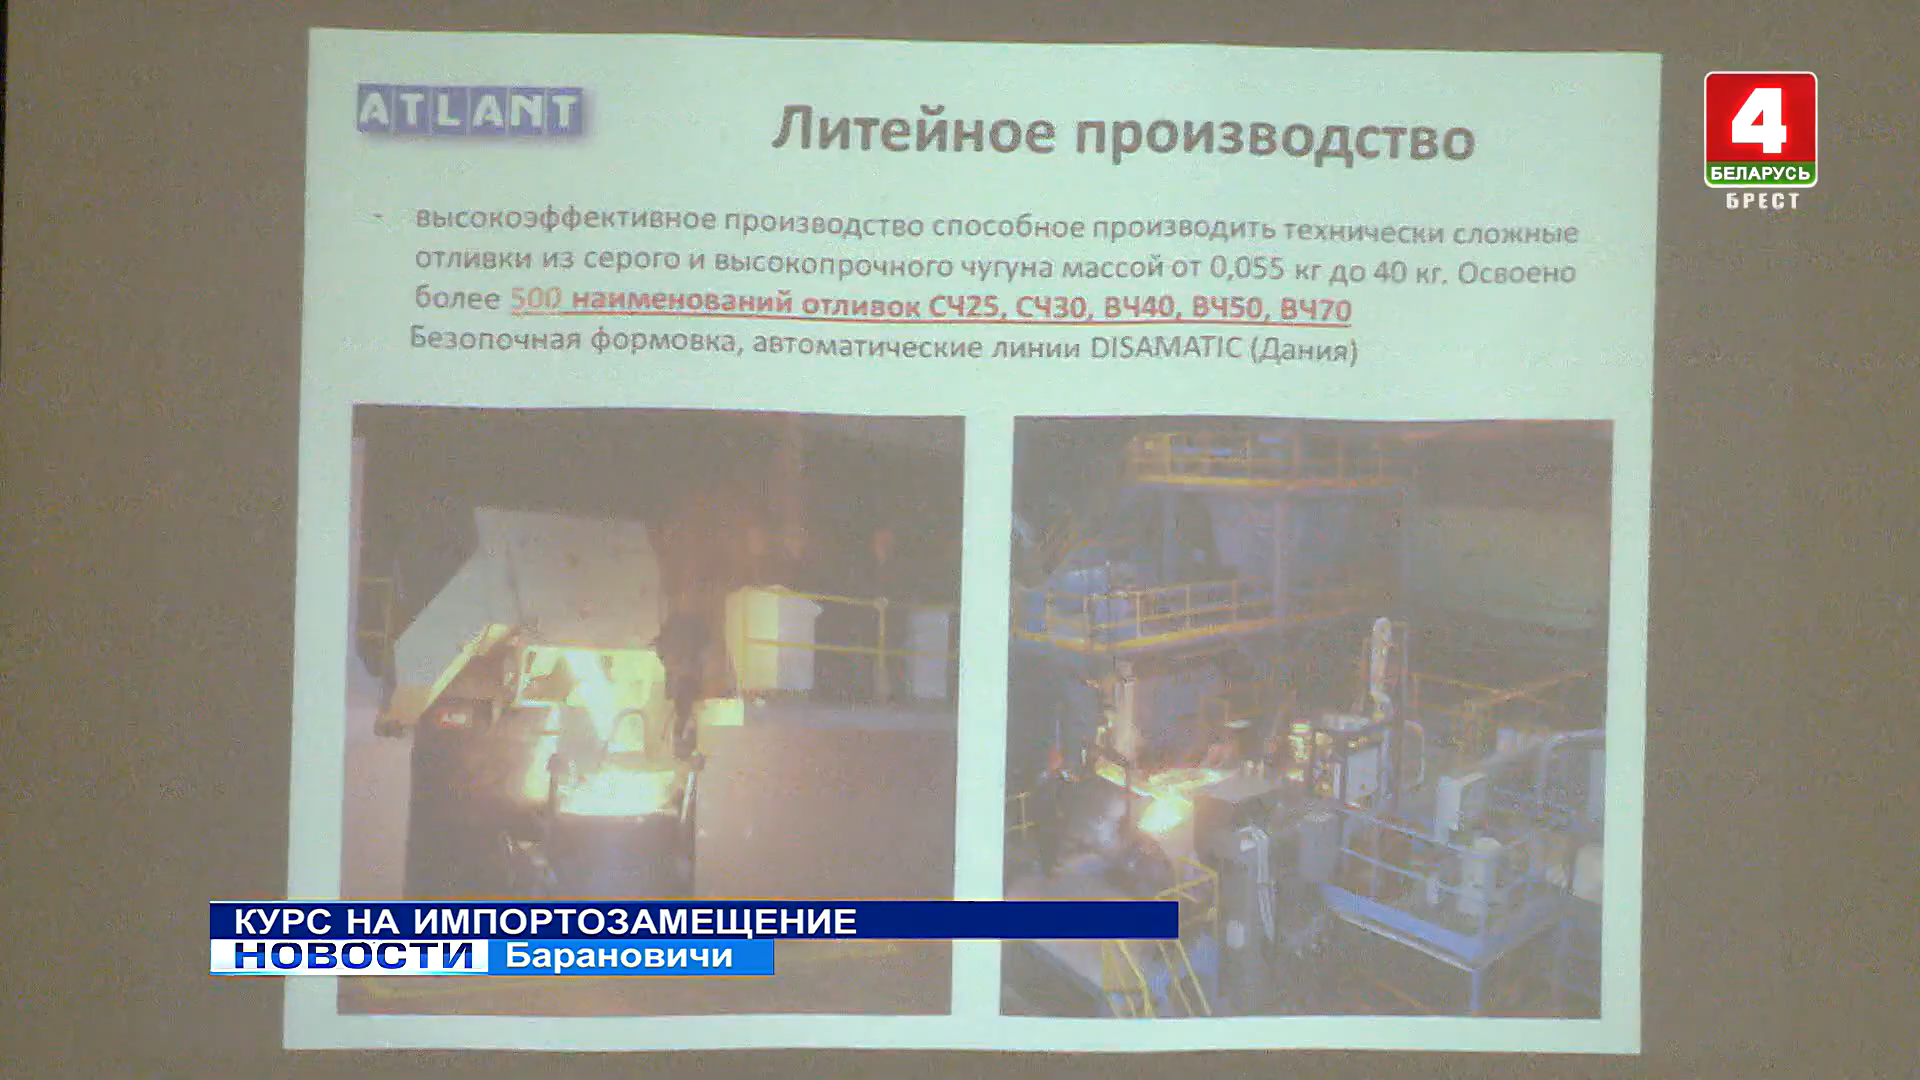 ATLANT
Литейное производство
4
БЕЛАРУСЬ
БРЕСТ
- высокоэффективное производство способное производить технически сложные
отливки из серого и высокопрочного чугуна массой от 0,055 кг до 40 кг. Освоено
более 500 наименований отливок СЧ25, СЧ30, ВЧ40, ВЧ50, ВЧ70
Безопочная формовка, автоматические линии DISAMATIC (Дания)
КУРС НА ИМПОРТОЗАМЕЩЕНИЕ
НОВОСТИ Барановичи